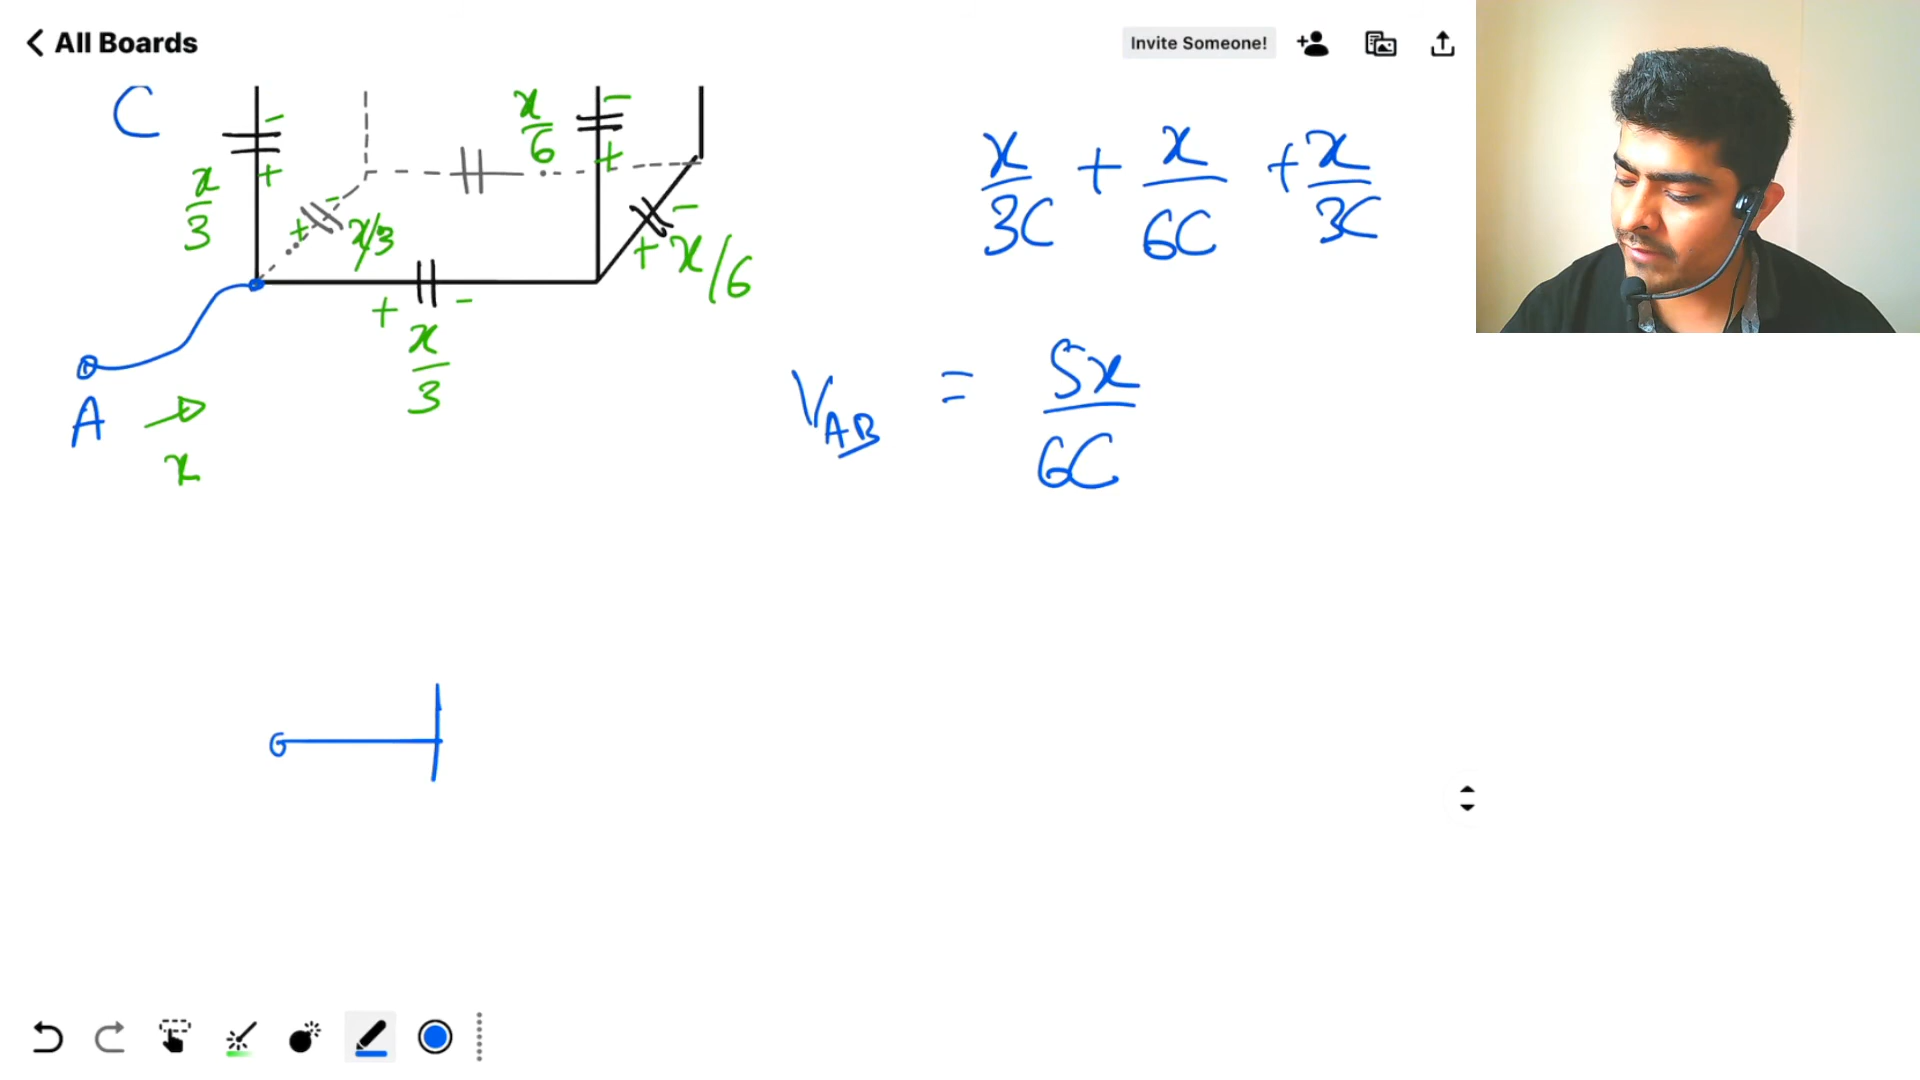 All Boards
Invite Someone!
C
- x/6 -
+ +
x/3
+ - x/3
+ - x/6
+ -
x/3
A
x
x/3C + x/6C + x/3C
V_AB = 5x/6C